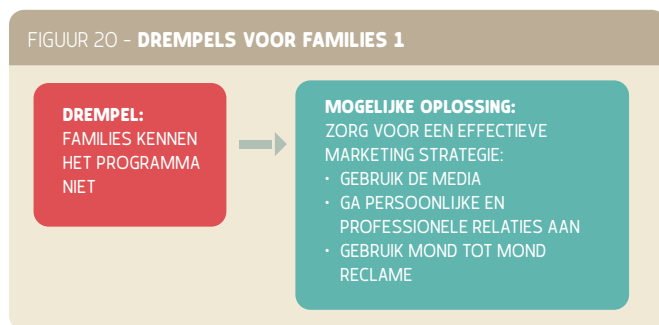 FIGUUR 20 - DREMPELS VOOR FAMILIES 1
DREMPEL:
FAMILIES KENNEN
HET PROGRAMMA
NIET
MOGELIJKE OPLOSSING:
ZORG VOOR EEN EFFECTIEVE
MARKETING STRATEGIE:
• GEBRUIK DE MEDIA
• GA PERSOONLIJKE EN
PROFESSIONELE RELATIES AAN
• GEBRUIK MOND TOT MOND
RECLAME